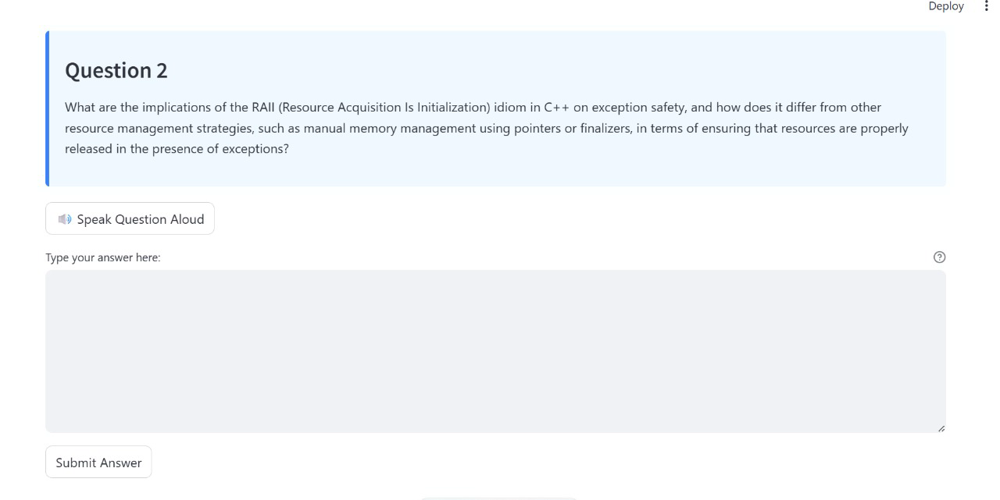 Deploy
Question 2
What are the implications of the RAII (Resource Acquisition Is Initialization) idiom in C++ on exception safety, and how does it differ from other
resource management strategies, such as manual memory management using pointers or finalizers, in terms of ensuring that resources are properly
released in the presence of exceptions?
Speak Question Aloud
Type your answer here:
Submit Answer